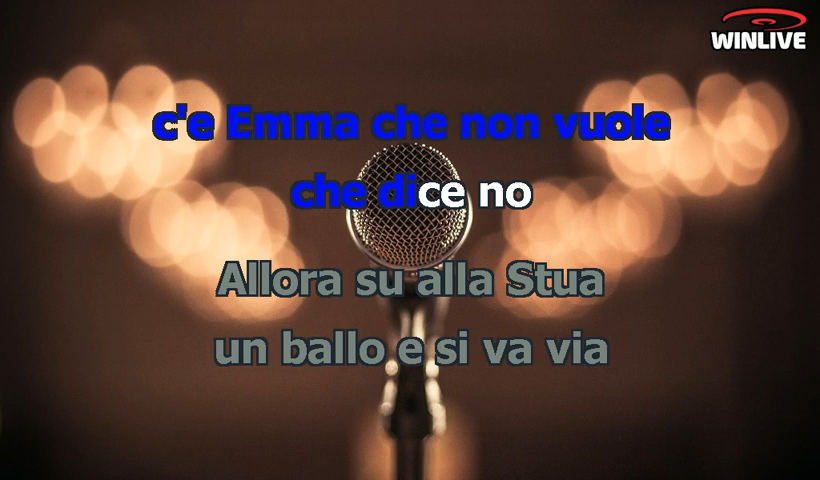 WINLIVE
c'e Emma che non vuole
che dice no
Allora su alla Stua
un ballo e si va via